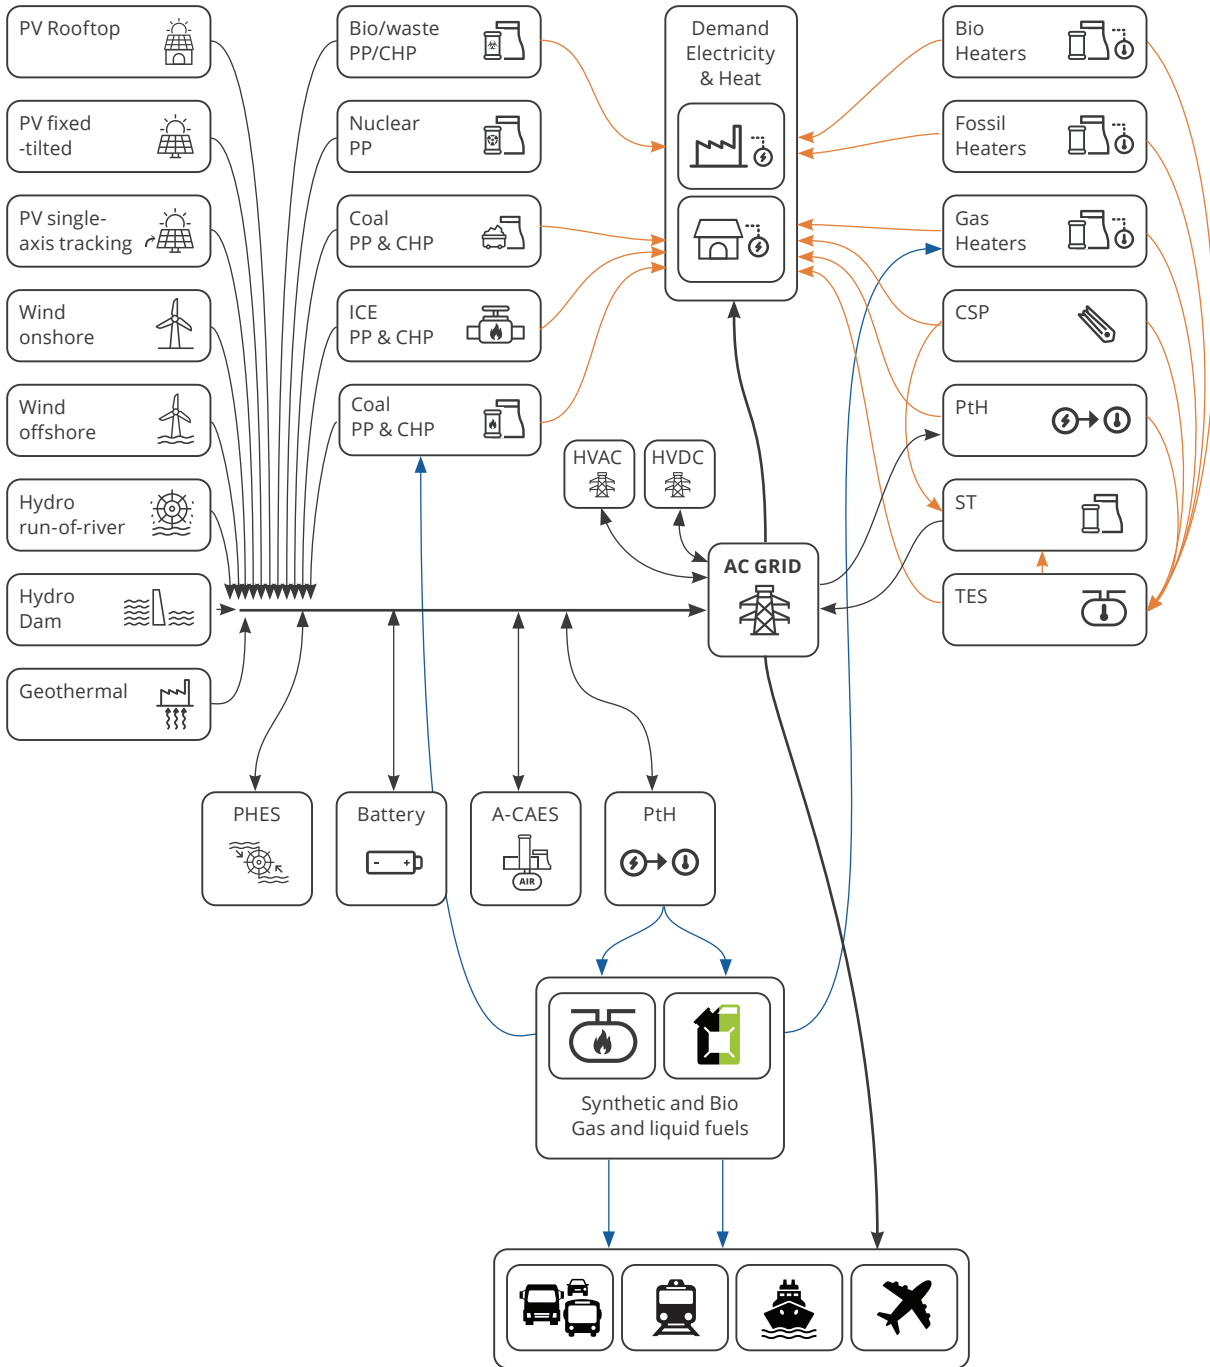 PV Rooftop
PV fixed
-tilted
PV single-
axis tracking
Wind
onshore
Wind
offshore
Hydro
run-of-river
Hydro
Dam
Geothermal
Bio/waste
PP/CHP
Nuclear
PP
Coal
PP & CHP
ICE
PP & CHP
Coal
PP & CHP
Demand
Electricity
& Heat
HVAC
HVDC
AC GRID
Bio
Heaters
Fossil
Heaters
Gas
Heaters
CSP
PtH
ST
TES
PHES
Battery
A-CAES
AIR
PtH
Synthetic and Bio
Gas and liquid fuels